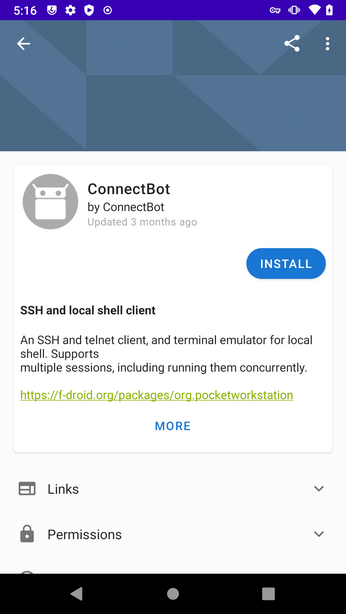 5:16
ConnectBot
by ConnectBot
Updated 3 months ago
INSTALL
SSH and local shell client
An SSH and telnet client, and terminal emulator for local
shell. Supports
multiple sessions, including running them concurrently.
https://f-droid.org/packages/org.pocketworkstation
MORE
Links
Permissions